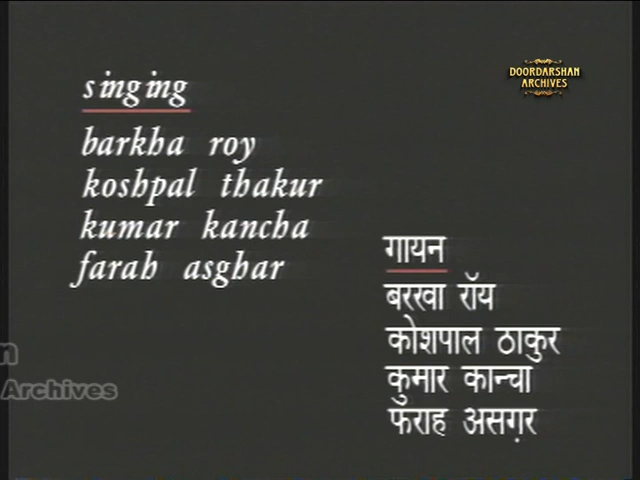 singing
barkha roy
koshpal thakur
kumar kancha
farah asghar
DOORDARSHAN
ARCHIVES
गायन
बरखा रॉय
कोशपाल ठाकुर
कुमार कान्चा
फराह असग़र
Archives